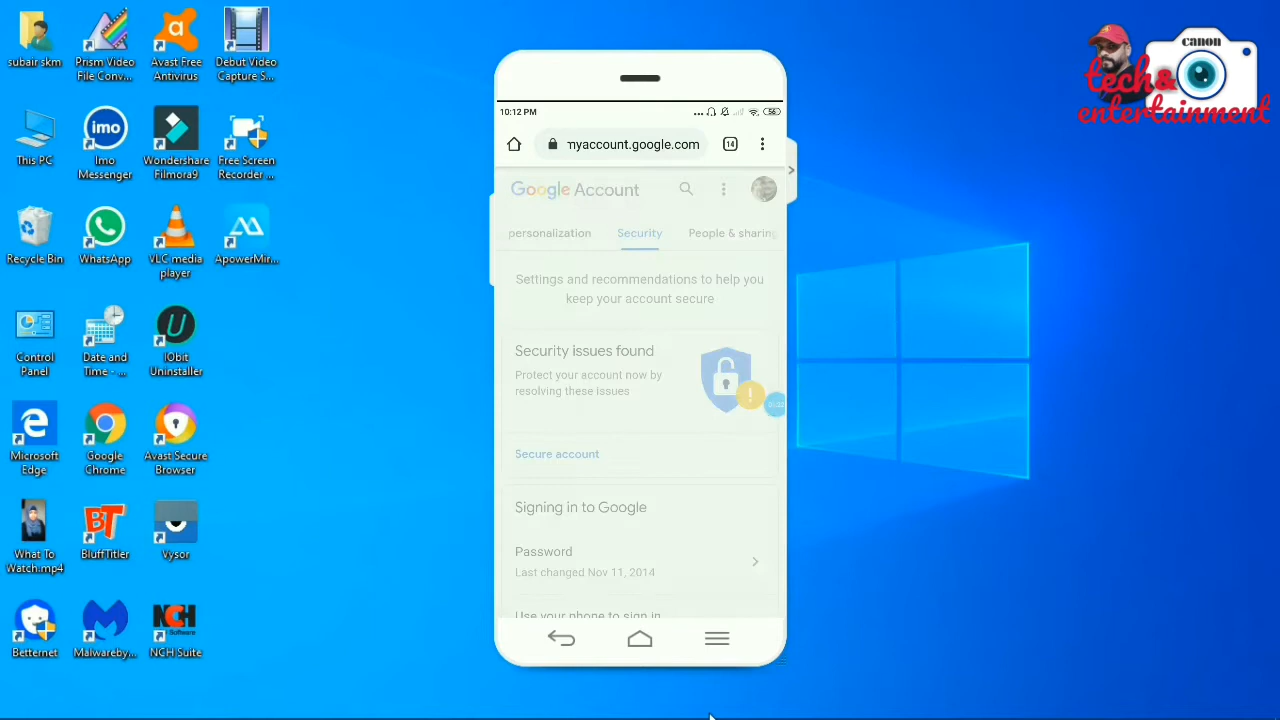 subair skm
Prism Video
File Conv...
Avast Free
Antivirus
Debut Video
Capture S...
This PC
imo
Imo
Messenger
Wondershare
Filmora9
Free Screen
Recorder ...
Recycle Bin
WhatsApp
VLC media
player
ApowerMir...
Control
Panel
Date and
Time - ...
IObit
Uninstaller
Microsoft
Edge
Google
Chrome
Avast Secure
Browser
What To
Watch.mp4
BT
BluffTitler
Vysor
Betternet
Malwareby...
NCH
Software
NCH Suite
10:12 PM
56
myaccount.google.com
14
Google Account
personalization
Security
People & sharing
Settings and recommendations to help you
keep your account secure
Security issues found
Protect your account now by
resolving these issues
Secure account
Signing in to Google
Password
Last changed Nov 11, 2014
Use your phone to sign in
canon
tech&
entertainment